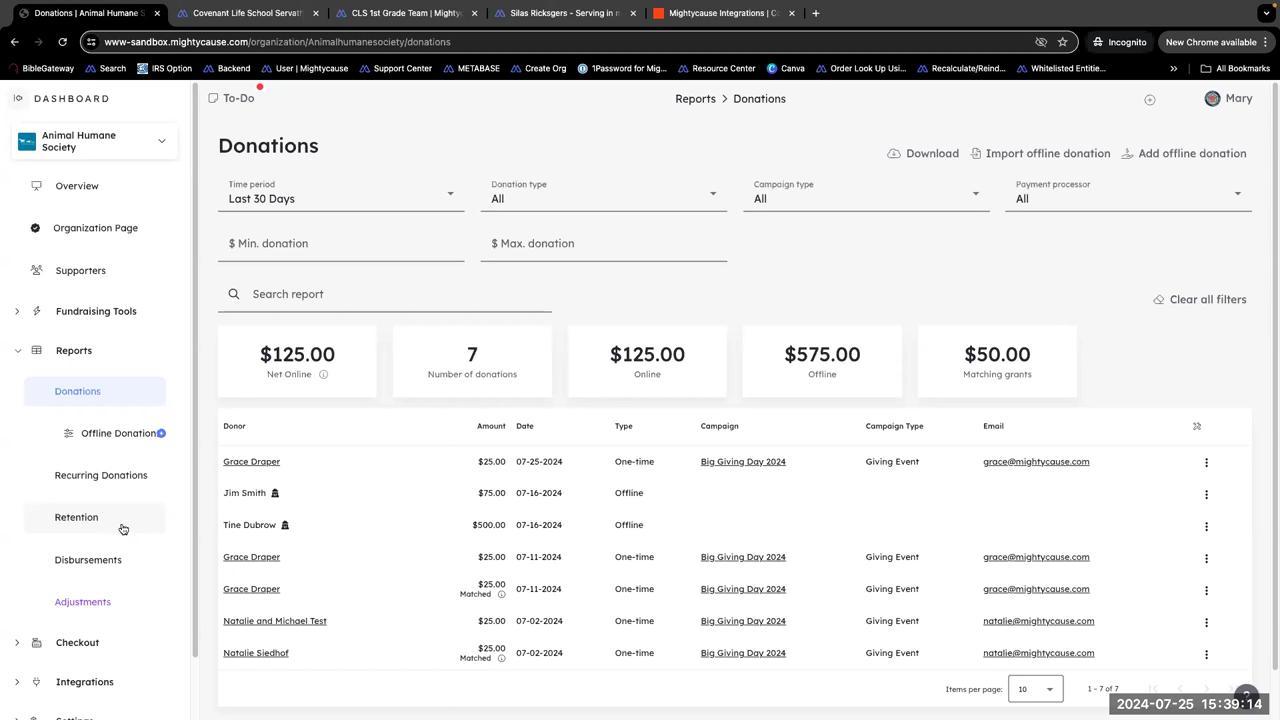 Donations | Animal Humane S
Covenant Life School Servath
CLS 1st Grade Team | Mighty
Silas Ricksgers - Serving in n
Mightycause Integrations | C
www-sandbox.mightycause.com/organization/Animalhumanesociety/donations
Incognito
New Chrome available
BibleGateway
Search
IRS Option
Backend
User | Mightycause
Support Center
METABASE
Create Org
1Password for Mig...
Resource Center
Canva
Order Look Up Usi...
Recalculate/Reind...
Whitelisted Entitie...
»
All Bookmarks
DASHBOARD
To-Do
Reports > Donations
Mary
Animal Humane
Society
Overview
Organization Page
Supporters
Fundraising Tools
Reports
Donations
Offline Donation
Recurring Donations
Retention
Disbursements
Adjustments
Checkout
Integrations
Donations
Download
Import offline donation
Add offline donation
Time period
Last 30 Days
Donation type
All
Campaign type
All
Payment processor
All
$ Min. donation
$ Max. donation
Search report
Clear all filters
$125.00
Net Online
7
Number of donations
$125.00
Online
$575.00
Offline
$50.00
Matching grants
Donor Amount Date Type Campaign Campaign Type Email
Grace Draper $25.00 07-25-2024 One-time Big Giving Day 2024 Giving Event grace@mightycause.com
Jim Smith $75.00 07-16-2024 Offline
Tine Dubrow $500.00 07-16-2024 Offline
Grace Draper $25.00 07-11-2024 One-time Big Giving Day 2024 Giving Event grace@mightycause.com
Grace Draper $25.00 Matched 07-11-2024 One-time Big Giving Day 2024 Giving Event grace@mightycause.com
Natalie and Michael Test $25.00 07-02-2024 One-time Big Giving Day 2024 Giving Event natalie@mightycause.com
Natalie Siedhof $25.00 Matched 07-02-2024 One-time Big Giving Day 2024 Giving Event natalie@mightycause.com
Items per page: 10 1 - 7 of 7
?
2024-07-25 15:39:14